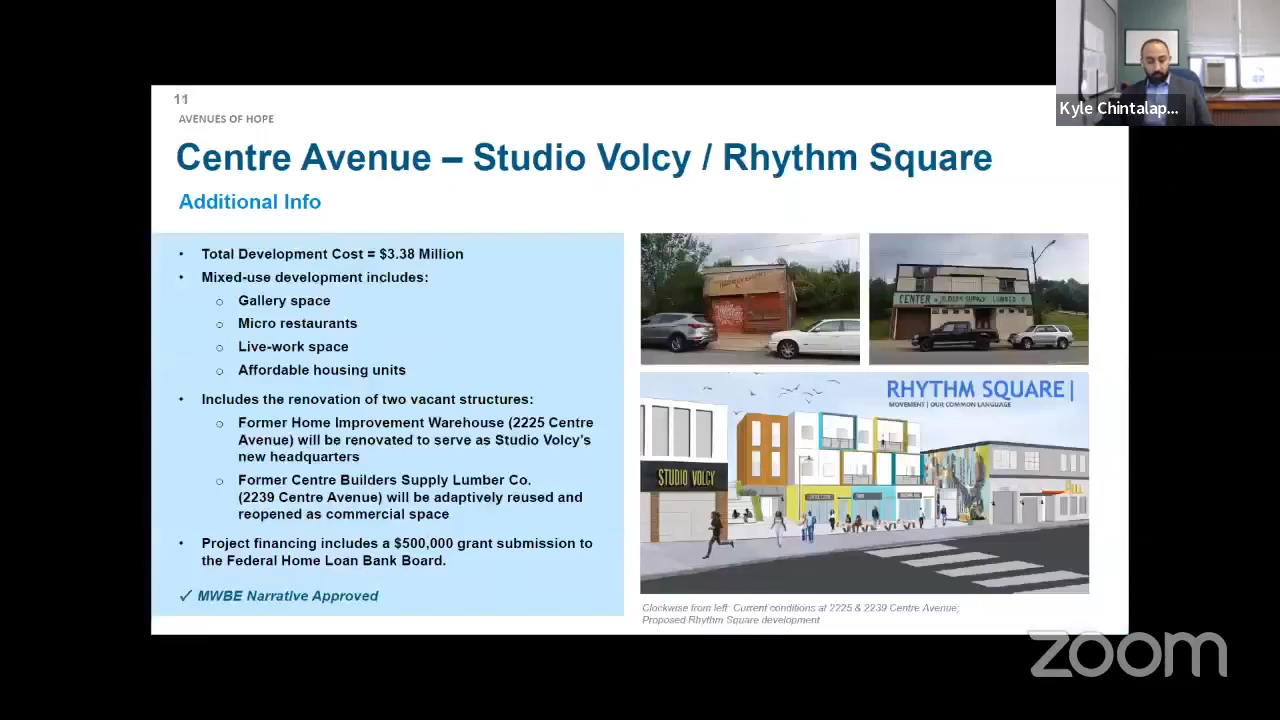 11
AVENUES OF HOPE
Centre Avenue – Studio Volcy / Rhythm Square
Additional Info
• Total Development Cost = $3.38 Million
• Mixed-use development includes:
o Gallery space
o Micro restaurants
o Live-work space
o Affordable housing units
• Includes the renovation of two vacant structures:
o Former Home Improvement Warehouse (2225 Centre
Avenue) will be renovated to serve as Studio Volcy's
new headquarters
o Former Centre Builders Supply Lumber Co.
(2239 Centre Avenue) will be adaptively reused and
reopened as commercial space
• Project financing includes a $500,000 grant submission to
the Federal Home Loan Bank Board.
✓ MWBE Narrative Approved
Kyle Chintalap...
CENTER BUILDERS SUPPLY LUMBER
RHYTHM SQUARE|
MOVEMENT | OUR COMMON LANGUAGE
STUDIO VOLCY
Clockwise from left: Current conditions at 2225 & 2239 Centre Avenue;
Proposed Rhythm Square development
zoom